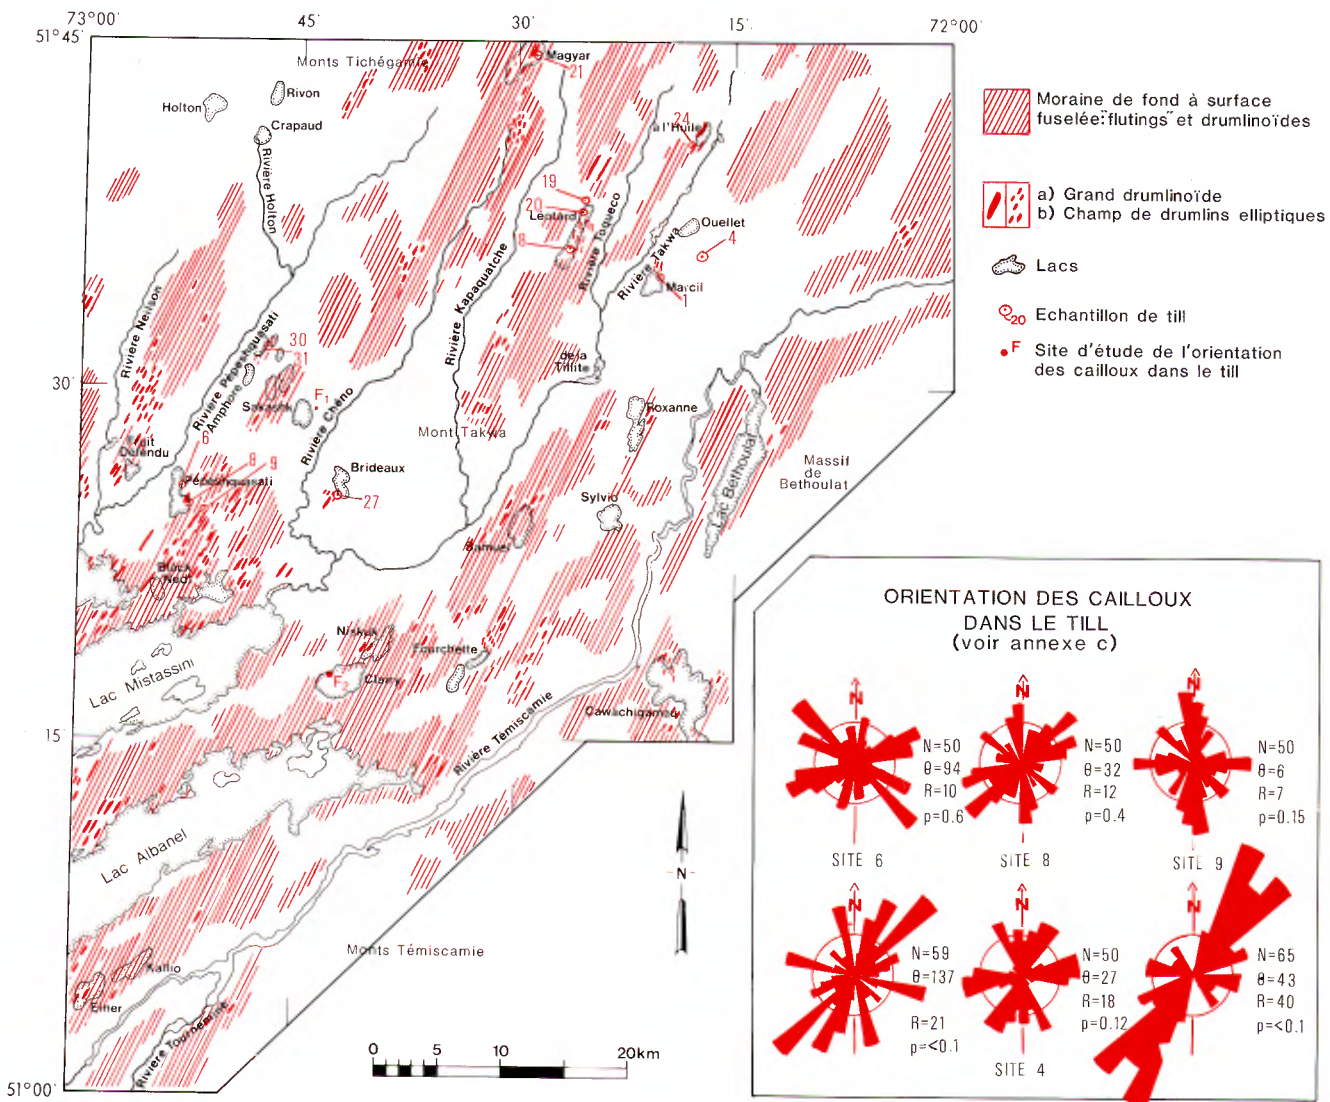 73°00'
45'
30'
15'
72°00'
51°45'
Monts Tichégamie
Magyar
21
Holton
Rivon
Crapaud
Rivière Holton
24
à l'Huile
19
20
Leotard
8
Rivière Toqueco
Rivière Takwa
Ouellet
4
Marcil
1
Rivière Neilson
Rivière Pépeshquasati
Rivière Kapaquatche
30
31
Amphore
Sakastk
F1
Rivière Chéno
de la
Tillite
30'
Roxanne
Mont Takwa
6
8
9
Défendu
Pépeshquasati
Brideaux
27
Massif
de
Bethoulat
Lac Bethoulat
Sylvio
Samuel
Black
Niskuk
Fourchette
F2
Clairy
Lac Mistassini
15'
Cawachigamau
Rivière Témiscamie
Lac Albanel
Monts Témiscamie
Kallio
Rivière Tournemine
51°00'
N
0 5 10 20km
Moraine de fond à surface
fuselée:"flutings" et drumlinoïdes
a) Grand drumlinoïde
b) Champ de drumlins elliptiques
Lacs
20 Echantillon de till
F Site d'étude de l'orientation
des cailloux dans le till
ORIENTATION DES CAILLOUX
DANS LE TILL
(voir annexe c)
N
N=50
θ=94
R=10
p=0.6
SITE 6
N
N=50
θ=32
R=12
p=0.4
SITE 8
N
N=50
θ=6
R=7
p=0.15
SITE 9
N
N=59
θ=137
R=21
p=<0.1
N
N=50
θ=27
R=18
p=0.12
SITE 4
N
N=65
θ=43
R=40
p=<0.1